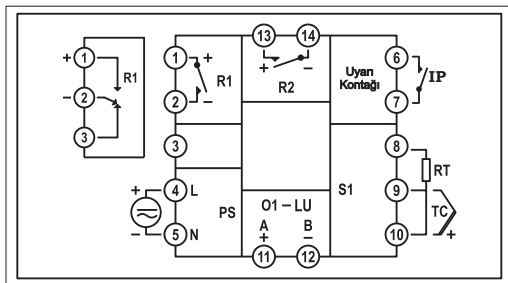 13 14
1 + R1
1 +
R1
+ R2 −
Uyarı
Kontağı
6
IP
− 2
2 −
7
3
3
8
RT
+ 4 L
O1 – LU
S1
9
TC
PS
A B
− 5 N
+ −
10 +
11 12